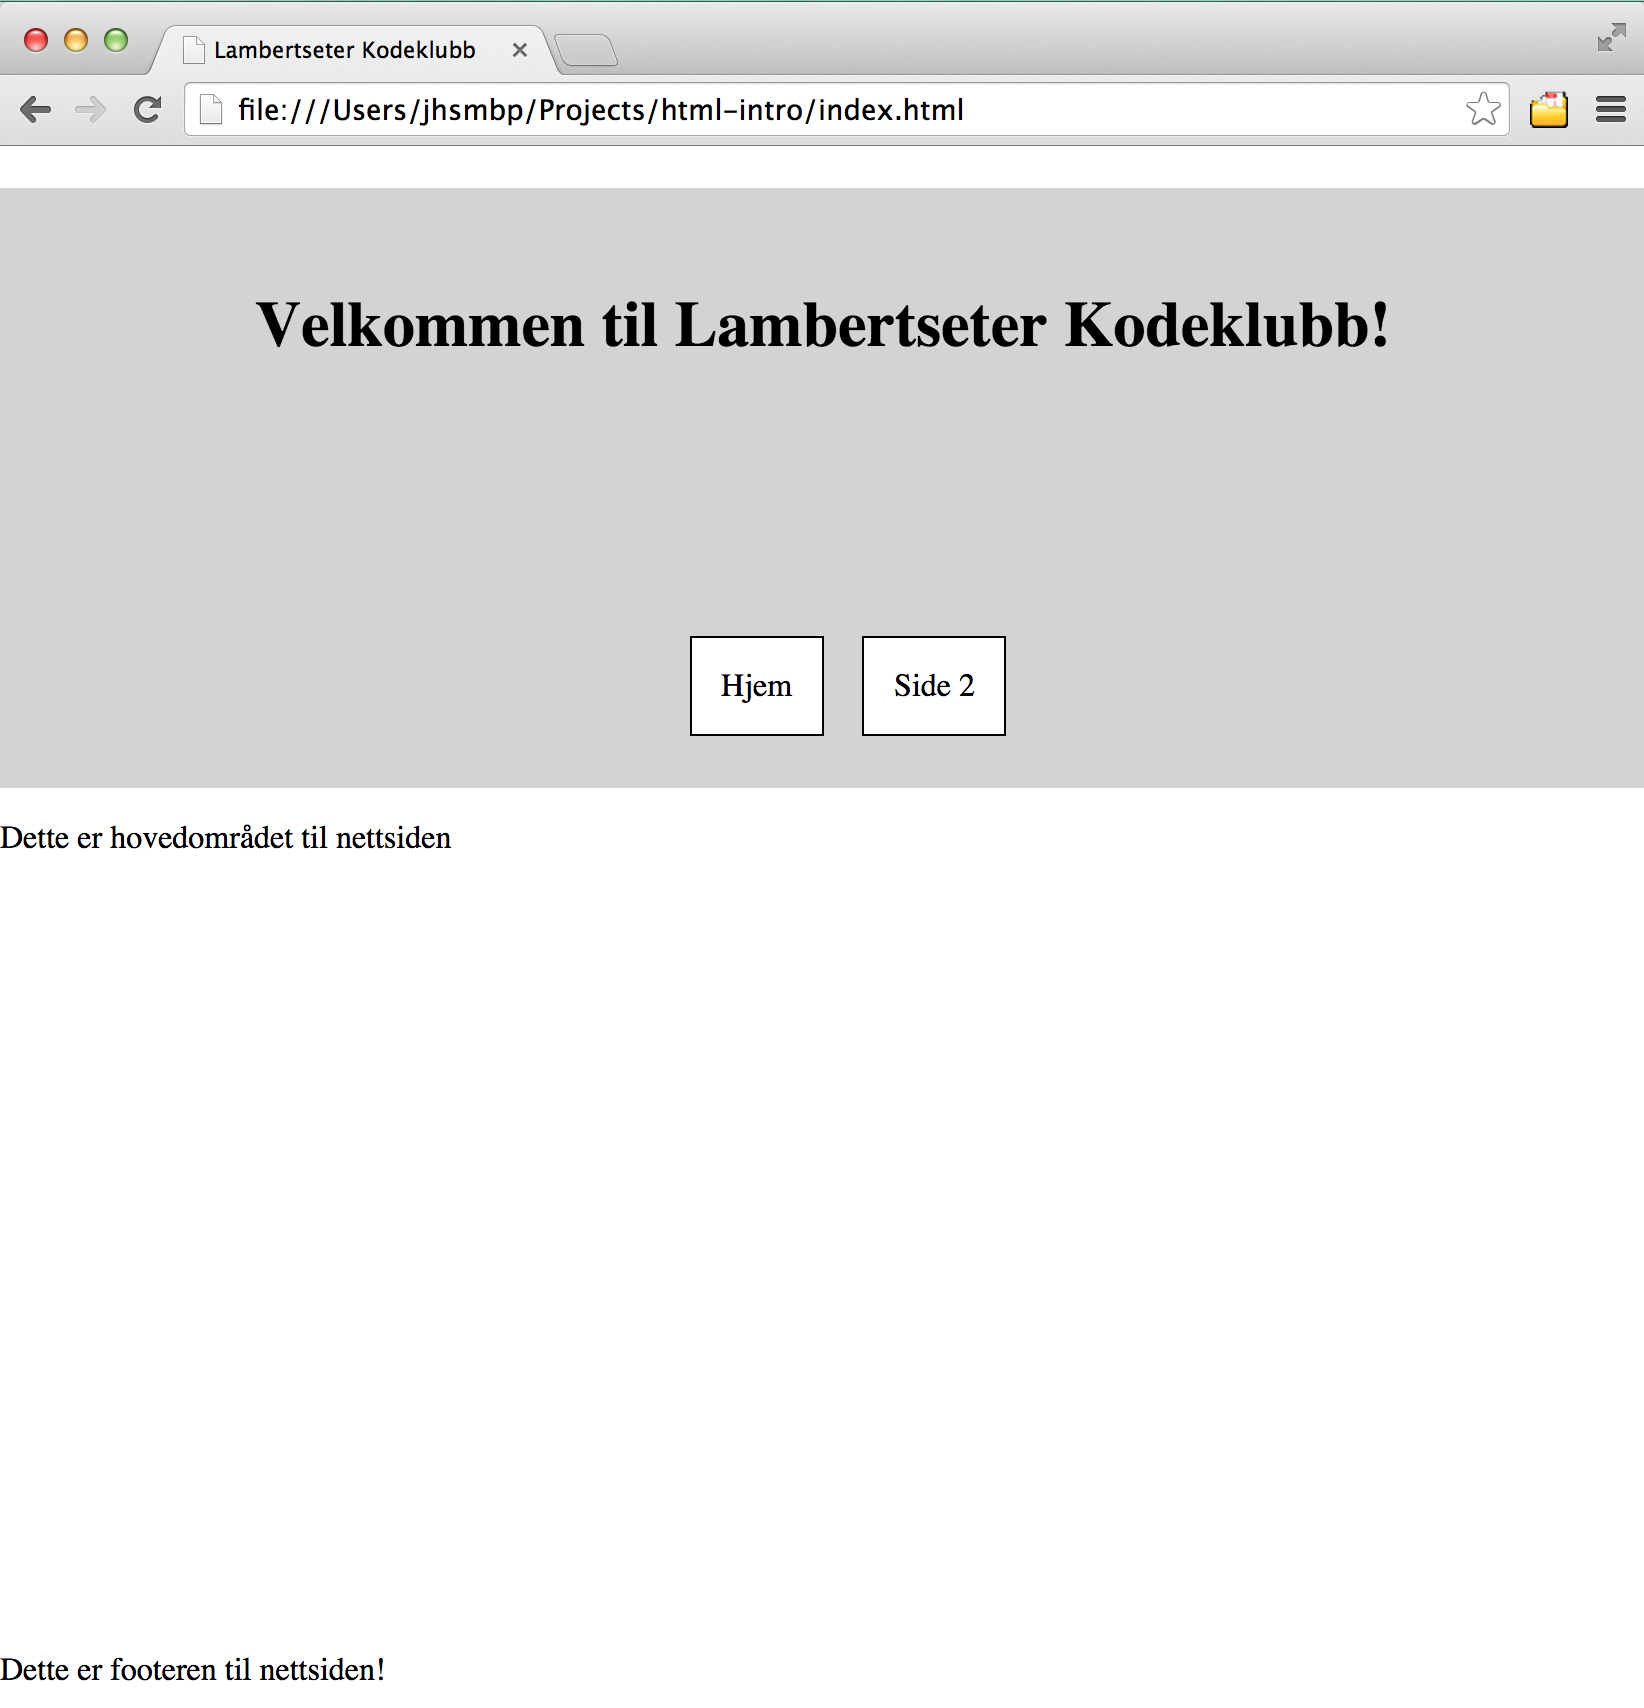 Lambertseter Kodeklubb
file:///Users/jhsmbp/Projects/html-intro/index.html
Velkommen til Lambertseter Kodeklubb!
Hjem
Side 2
Dette er hovedområdet til nettsiden
Dette er footeren til nettsiden!